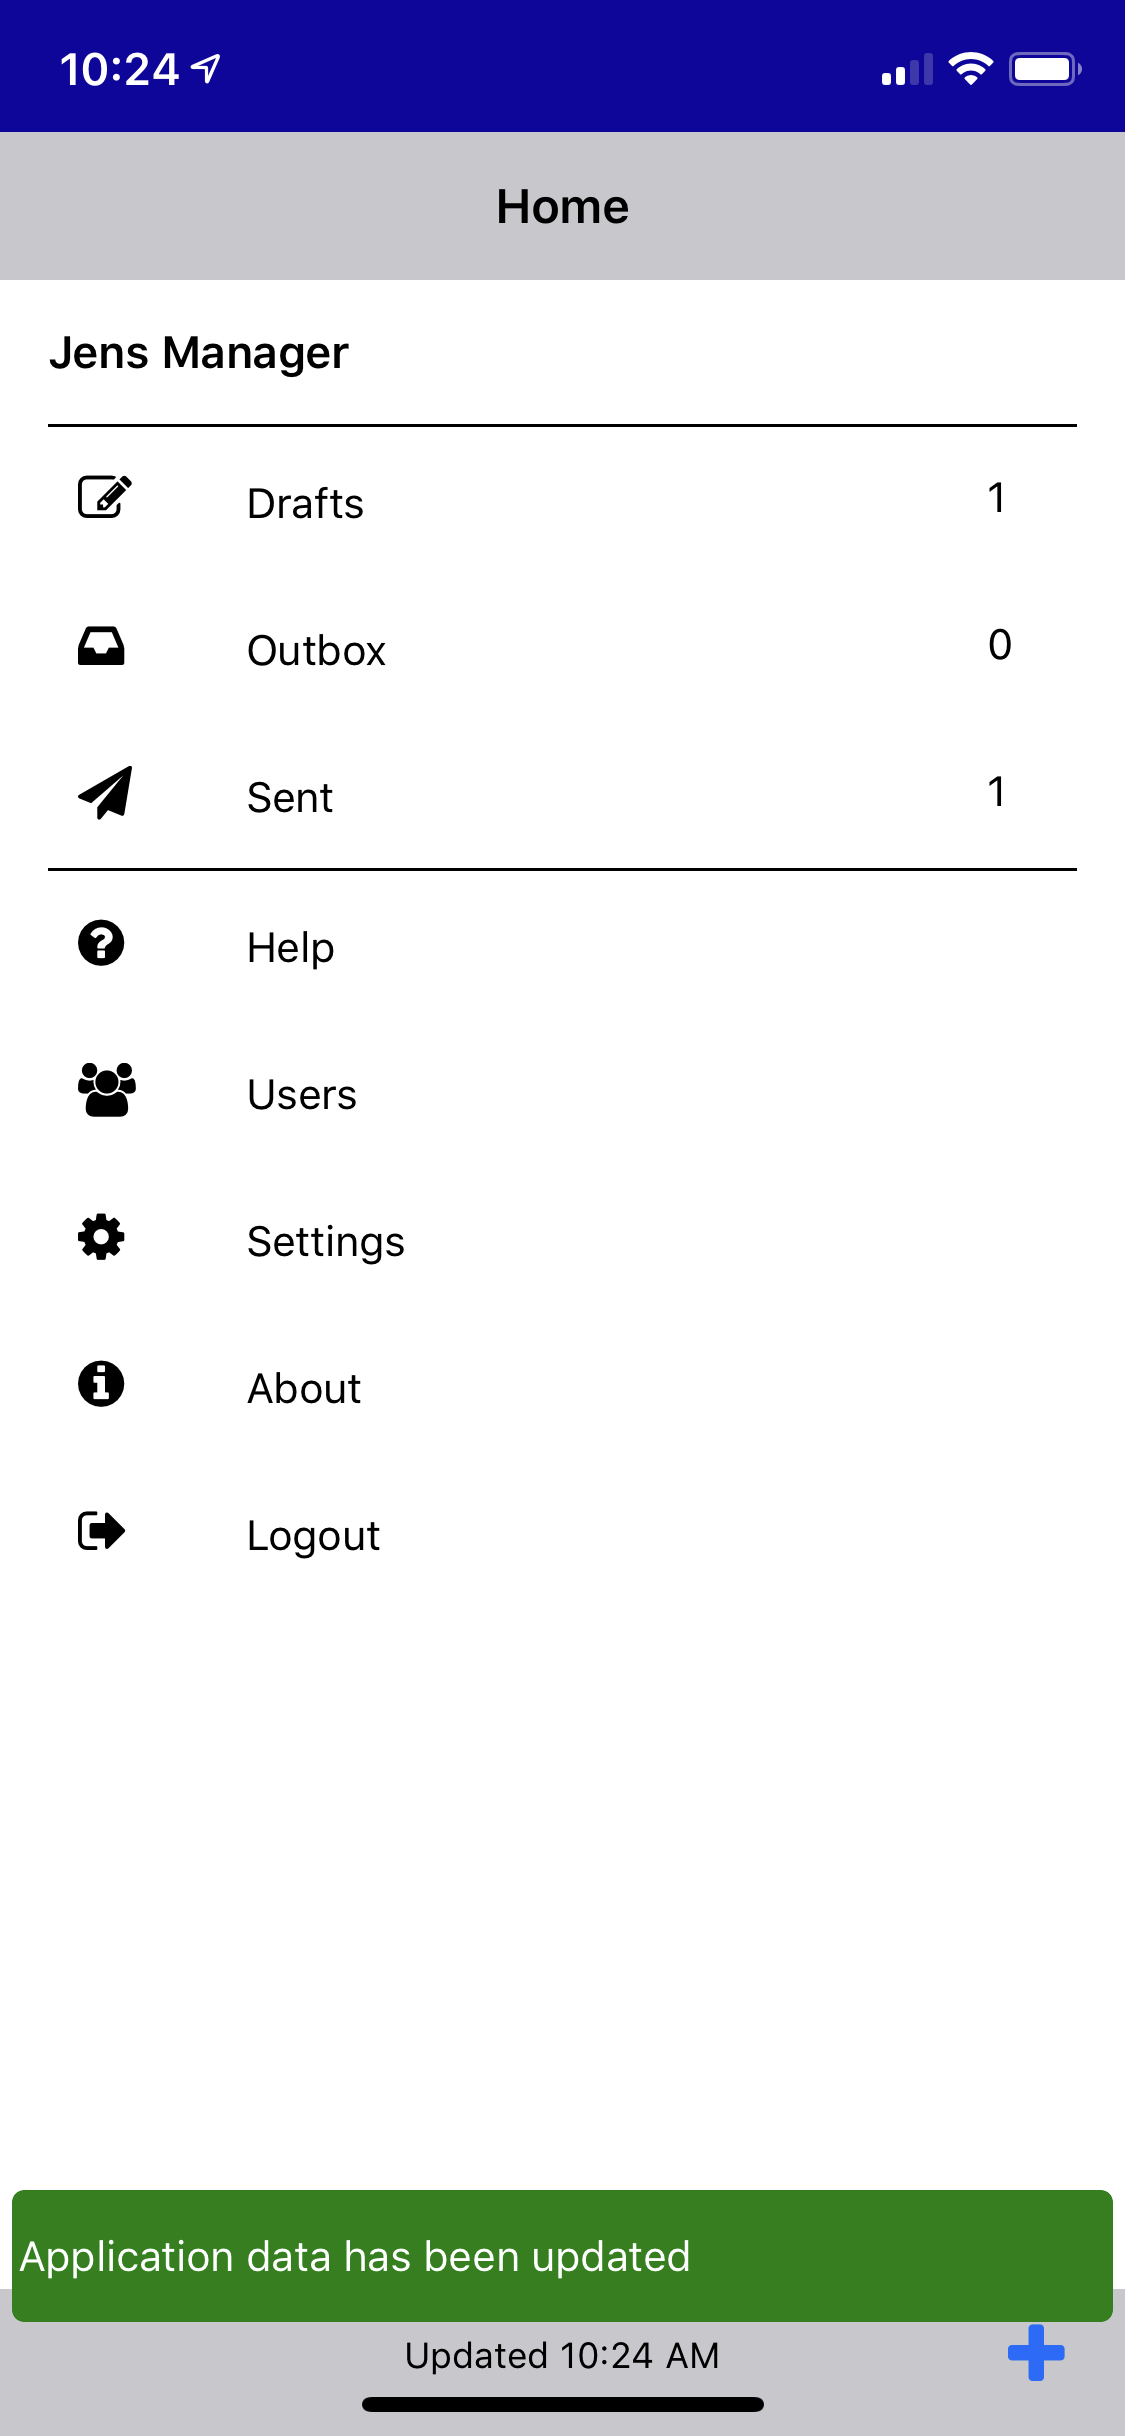 10:24
Home
Jens Manager
Drafts 1
Outbox 0
Sent 1
Help
Users
Settings
About
Logout
Application data has been updated
Updated 10:24 AM